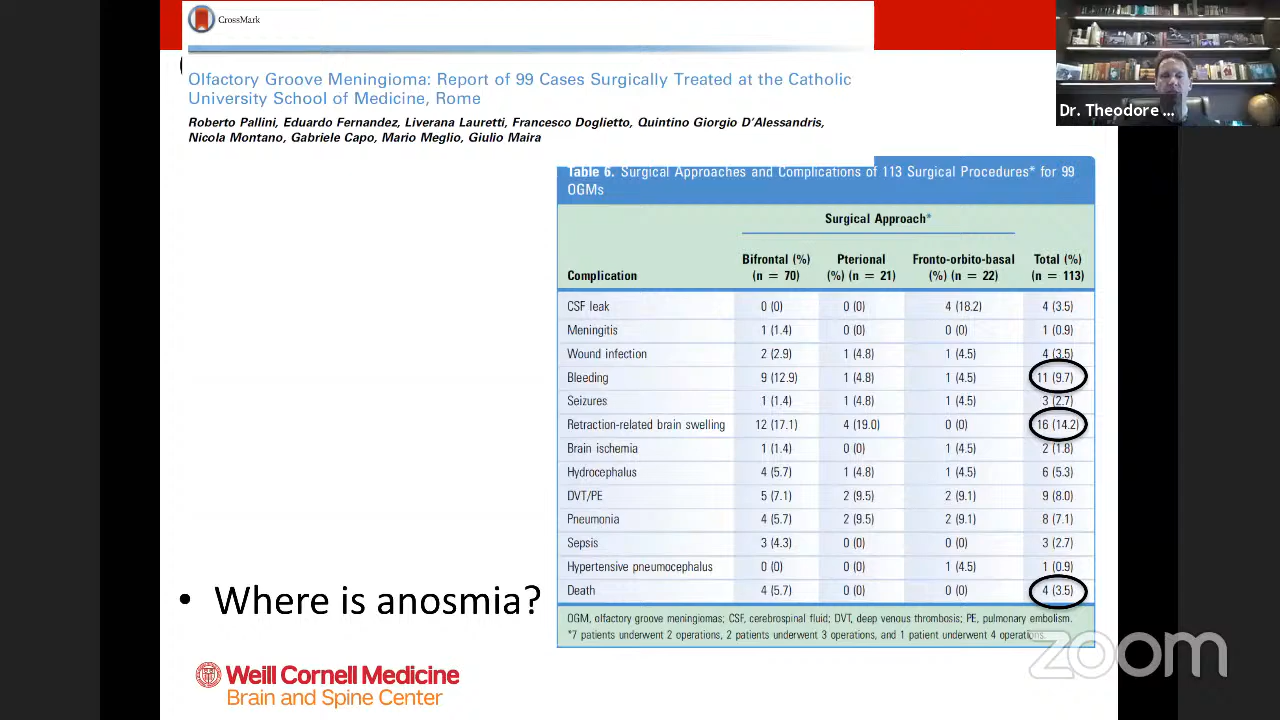 CrossMark
Olfactory Groove Meningioma: Report of 99 Cases Surgically Treated at the Catholic
University School of Medicine, Rome
Roberto Pallini, Eduardo Fernandez, Liverana Lauretti, Francesco Doglietto, Quintino Giorgio D'Alessandris,
Nicola Montano, Gabriele Capo, Mario Meglio, Giulio Maira
Dr. Theodore ...
Table 6. Surgical Approaches and Complications of 113 Surgical Procedures* for 99
OGMs
Surgical Approach*
Bifrontal (%) Pterional Fronto-orbito-basal Total (%)
Complication (n = 70) (%) (n = 21) (%) (n = 22) (n = 113)
CSF leak 0 (0) 0 (0) 4 (18.2) 4 (3.5)
Meningitis 1 (1.4) 0 (0) 0 (0) 1 (0.9)
Wound infection 2 (2.9) 1 (4.8) 1 (4.5) 4 (3.5)
Bleeding 9 (12.9) 1 (4.8) 1 (4.5) 11 (9.7)
Seizures 1 (1.4) 1 (4.8) 1 (4.5) 3 (2.7)
Retraction-related brain swelling 12 (17.1) 4 (19.0) 0 (0) 16 (14.2)
Brain ischemia 1 (1.4) 0 (0) 1 (4.5) 2 (1.8)
Hydrocephalus 4 (5.7) 1 (4.8) 1 (4.5) 6 (5.3)
DVT/PE 5 (7.1) 2 (9.5) 2 (9.1) 9 (8.0)
Pneumonia 4 (5.7) 2 (9.5) 2 (9.1) 8 (7.1)
Sepsis 3 (4.3) 0 (0) 0 (0) 3 (2.7)
Hypertensive pneumocephalus 0 (0) 0 (0) 1 (4.5) 1 (0.9)
Death 4 (5.7) 0 (0) 0 (0) 4 (3.5)
OGM, olfactory groove meningiomas; CSF, cerebrospinal fluid; DVT, deep venous thrombosis; PE, pulmonary embolism.
*7 patients underwent 2 operations, 2 patients underwent 3 operations, and 1 patient underwent 4 operations.
• Where is anosmia?
Weill Cornell Medicine
Brain and Spine Center
zoom